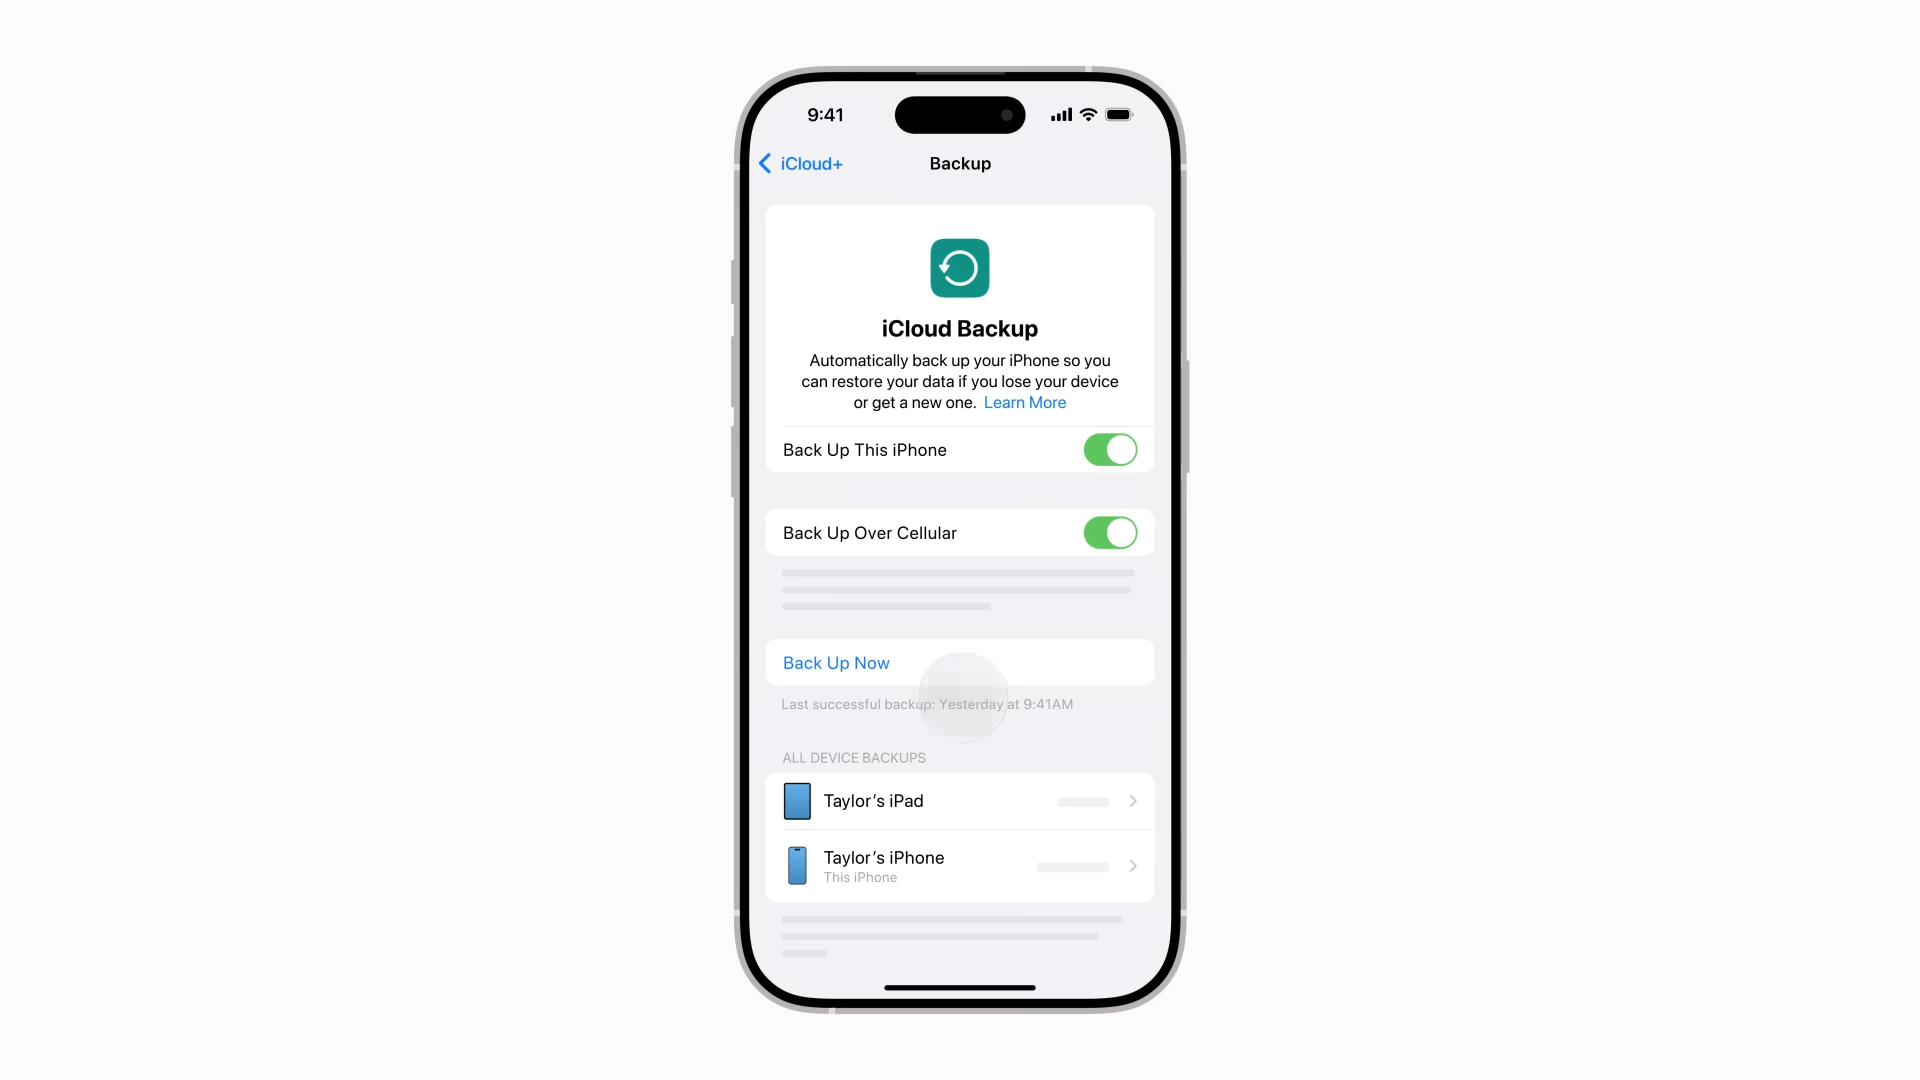 9:41
iCloud+
Backup
iCloud Backup
Automatically back up your iPhone so you
can restore your data if you lose your device
or get a new one. Learn More
Back Up This iPhone
Back Up Over Cellular
Back Up Now
Last successful backup: Yesterday at 9:41AM
ALL DEVICE BACKUPS
Taylor’s iPad
Taylor’s iPhone
This iPhone